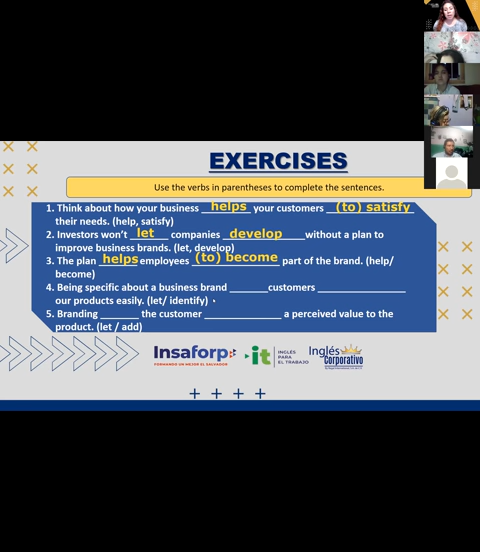 EXERCISES
Use the verbs in parentheses to complete the sentences.
1. Think about how your business helps your customers (to) satisfy
their needs. (help, satisfy)
2. Investors won't let companies develop without a plan to
improve business brands. (let, develop)
3. The plan helps employees (to) become part of the brand. (help/
become)
4. Being specific about a business brand _______customers ________________
our products easily. (let/ identify)
5. Branding _______ the customer ______________ a perceived value to the
product. (let / add)
Insaforp
FORMANDO UN MEJOR EL SALVADOR
it
INGLÉS
PARA
EL TRABAJO
Inglés
Corporativo